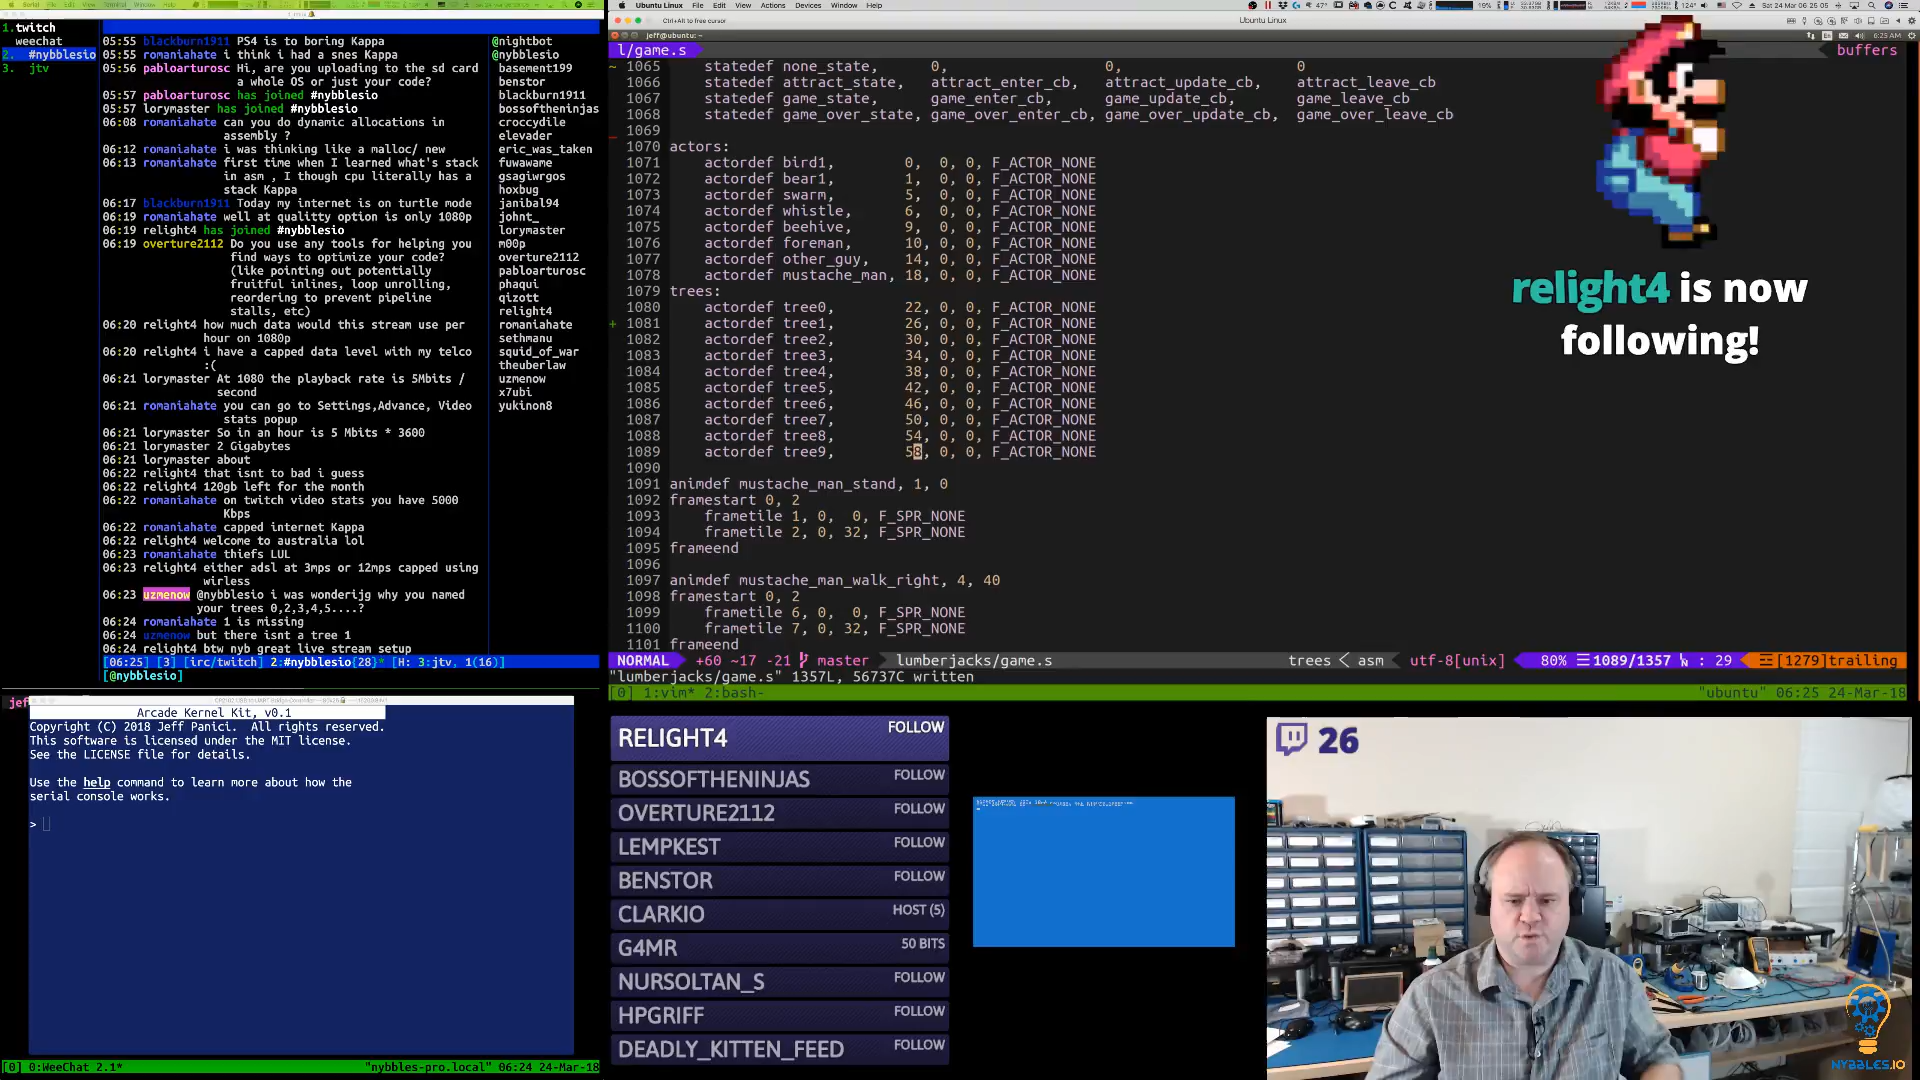 1.twitch
weechat
2. #nybblesio
3. jtv
05:55 blackburn1911 PS4 is to boring Kappa
05:55 romaniahate i think i had a snes Kappa
05:56 pabloarturosc Hi, are you uploading to the sd card
a whole OS or just your code?
05:57 pabloarturosc has joined #nybblesio
05:57 lorymaster has joined #nybblesio
06:08 romaniahate can you do dynamic allocations in
assembly ?
06:12 romaniahate i was thinking like a malloc/ new
06:13 romaniahate first time when I learned what's stack
in asm , I though cpu literally has a
stack Kappa
06:17 blackburn1911 Today my internet is on turtle mode
06:19 romaniahate well at qualitty option is only 1080p
06:19 relight4 has joined #nybblesio
06:19 overture2112 Do you use any tools for helping you
find ways to optimize your code?
(like pointing out potentially
fruitful inlines, loop unrolling,
reordering to prevent pipeline
stalls, etc)
06:20 relight4 how much data would this stream use per
hour on 1080p
06:20 relight4 i have a capped data level with my telco
:(
06:21 lorymaster At 1080 the playback rate is 5Mbits /
second
06:21 romaniahate you can go to Settings,Advance, Video
stats popup
06:21 lorymaster So in an hour is 5 Mbits * 3600
06:21 lorymaster 2 Gigabytes
06:21 lorymaster about
06:22 relight4 that isnt to bad i guess
06:22 relight4 120gb left for the month
06:22 romaniahate on twitch video stats you have 5000
Kbps
06:22 romaniahate capped internet Kappa
06:22 relight4 welcome to australia lol
06:23 romaniahate thiefs LUL
06:23 relight4 either adsl at 3mps or 12mps capped using
wirless
06:23 uzmenow @nybblesio i was wonderijg why you named
your trees 0,2,3,4,5....?
06:24 romaniahate 1 is missing
06:24 uzmenow but there isnt a tree 1
06:24 relight4 btw nyb great live stream setup
[06:25] [3] [irc/twitch] 2:#nybblesio{28}* [H: 3:jtv, 1(16)]
[@nybblesio]
@nightbot
@nybblesio
basement199
benstor
blackburn1911
bossoftheninjas
croccydile
elevader
eric_was_taken
fuwawame
gsagiwrgos
hoxbug
janibal94
johnt_
lorymaster
m00p
overture2112
pabloarturosc
phaqui
qizott
relight4
romaniahate
sethmanu
squid_of_war
theuberlaw
uzmenow
x7ubi
yukinon8
Ubuntu Linux File Edit View Actions Devices Window Help
19% Sat 24 Mar 06 25 05
Ctrl+Alt to free cursor
Ubuntu Linux
jeff@ubuntu: ~
6:25 AM
l/game.s
buffers
~ 1065 statedef none_state, 0, 0, 0
1066 statedef attract_state, attract_enter_cb, attract_update_cb, attract_leave_cb
1067 statedef game_state, game_enter_cb, game_update_cb, game_leave_cb
1068 statedef game_over_state, game_over_enter_cb, game_over_update_cb, game_over_leave_cb
1069
1070 actors:
1071 actordef bird1, 0, 0, 0, F_ACTOR_NONE
1072 actordef bear1, 1, 0, 0, F_ACTOR_NONE
1073 actordef swarm, 5, 0, 0, F_ACTOR_NONE
1074 actordef whistle, 6, 0, 0, F_ACTOR_NONE
1075 actordef beehive, 9, 0, 0, F_ACTOR_NONE
1076 actordef foreman, 10, 0, 0, F_ACTOR_NONE
1077 actordef other_guy, 14, 0, 0, F_ACTOR_NONE
1078 actordef mustache_man, 18, 0, 0, F_ACTOR_NONE
1079 trees:
1080 actordef tree0, 22, 0, 0, F_ACTOR_NONE
+ 1081 actordef tree1, 26, 0, 0, F_ACTOR_NONE
1082 actordef tree2, 30, 0, 0, F_ACTOR_NONE
1083 actordef tree3, 34, 0, 0, F_ACTOR_NONE
1084 actordef tree4, 38, 0, 0, F_ACTOR_NONE
1085 actordef tree5, 42, 0, 0, F_ACTOR_NONE
1086 actordef tree6, 46, 0, 0, F_ACTOR_NONE
1087 actordef tree7, 50, 0, 0, F_ACTOR_NONE
1088 actordef tree8, 54, 0, 0, F_ACTOR_NONE
1089 actordef tree9, 58, 0, 0, F_ACTOR_NONE
1090
1091 animdef mustache_man_stand, 1, 0
1092 framestart 0, 2
1093 frametile 1, 0, 0, F_SPR_NONE
1094 frametile 2, 0, 32, F_SPR_NONE
1095 frameend
1096
1097 animdef mustache_man_walk_right, 4, 40
1098 framestart 0, 2
1099 frametile 6, 0, 0, F_SPR_NONE
1100 frametile 7, 0, 32, F_SPR_NONE
1101 frameend
NORMAL +60 ~17 -21 master lumberjacks/game.s trees < asm utf-8[unix] 80% 1089/1357 : 29 [1279]trailing
"lumberjacks/game.s" 1357L, 56737C written
[0] 1:vim* 2:bash- "ubuntu" 06:25 24-Mar-18
relight4 is now
following!
jef
Arcade Kernel Kit, v0.1
Copyright (C) 2018 Jeff Panici. All rights reserved.
This software is licensed under the MIT license.
See the LICENSE file for details.
Use the help command to learn more about how the
serial console works.
>
[0] 0:WeeChat 2.1* "nybbles-pro.local" 06:24 24-Mar-18
RELIGHT4 FOLLOW
BOSSOFTHENINJAS FOLLOW
OVERTURE2112 FOLLOW
LEMPKEST FOLLOW
BENSTOR FOLLOW
CLARKIO HOST (5)
G4MR 50 BITS
NURSOLTAN_S FOLLOW
HPGRIFF FOLLOW
DEADLY_KITTEN_FEED FOLLOW
26
NYBBLES.IO